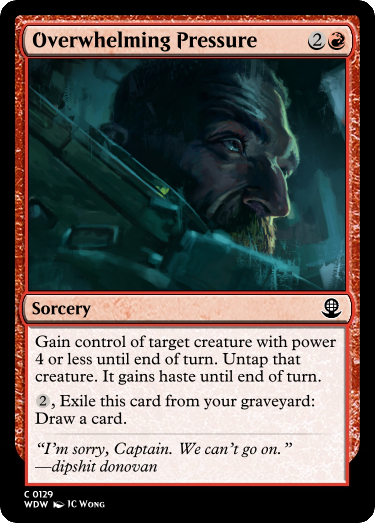 Overwhelming Pressure 2
Sorcery
Gain control of target creature with power
4 or less until end of turn. Untap that
creature. It gains haste until end of turn.
2, Exile this card from your graveyard:
Draw a card.
“I’m sorry, Captain. We can’t go on.”
—dipshit donovan
C 0129
WDW JC Wong